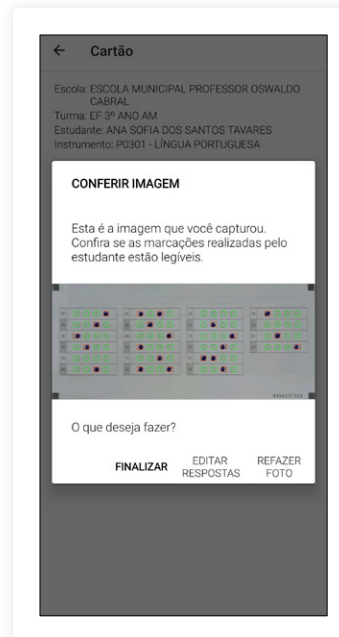 ← Cartão
Escola: ESCOLA MUNICIPAL PROFESSOR OSWALDO
CABRAL
Turma: EF 3º ANO AM
Estudante: ANA SOFIA DOS SANTOS TAVARES
Instrumento: P0301 - LÍNGUA PORTUGUESA
CONFERIR IMAGEM
Esta é a imagem que você capturou.
Confira se as marcações realizadas pelo
estudante estão legíveis.
O que deseja fazer?
FINALIZAR
EDITAR
RESPOSTAS
REFAZER
FOTO